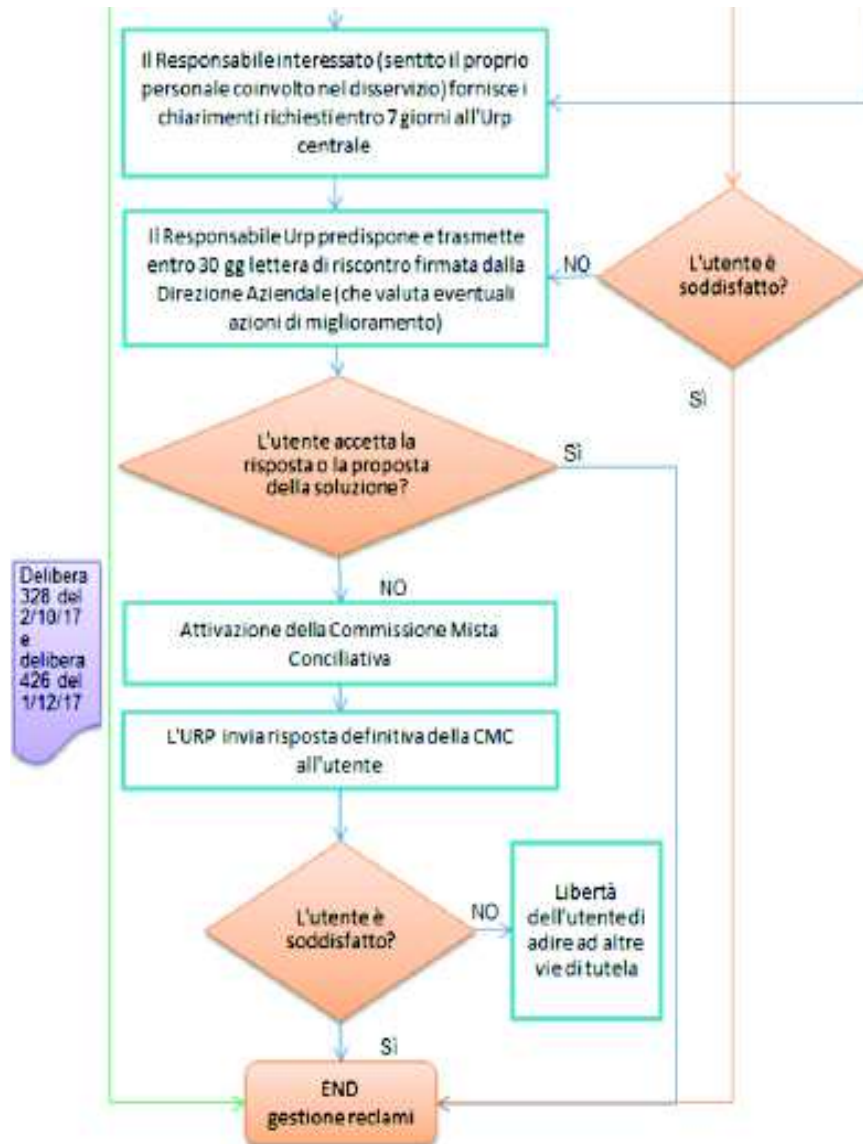 Il Responsabile interessato (sentito il proprio
personale coinvolto nel disservizio) fornisce i
chiarimenti richiesti entro 7 giorni all'Urp
centrale
Il Responsabile Urp predispone e trasmette
entro 30 gg lettera di riscontro firmata dalla
Direzione Aziendale (che valuta eventuali
azioni di miglioramento)
NO
L'utente è
soddisfatto?
Sì
L'utente accetta la
risposta o la proposta
della soluzione?
Sì
NO
Delibera
328 del
2/10/17
e
delibera
426 del
1/12/17
Attivazione della Commissione Mista
Conciliativa
L'URP invia risposta definitiva della CMC
all'utente
L'utente è
soddisfatto?
NO
Libertà
dell'utente di
adire ad altre
vie di tutela
Sì
END
gestione reclami